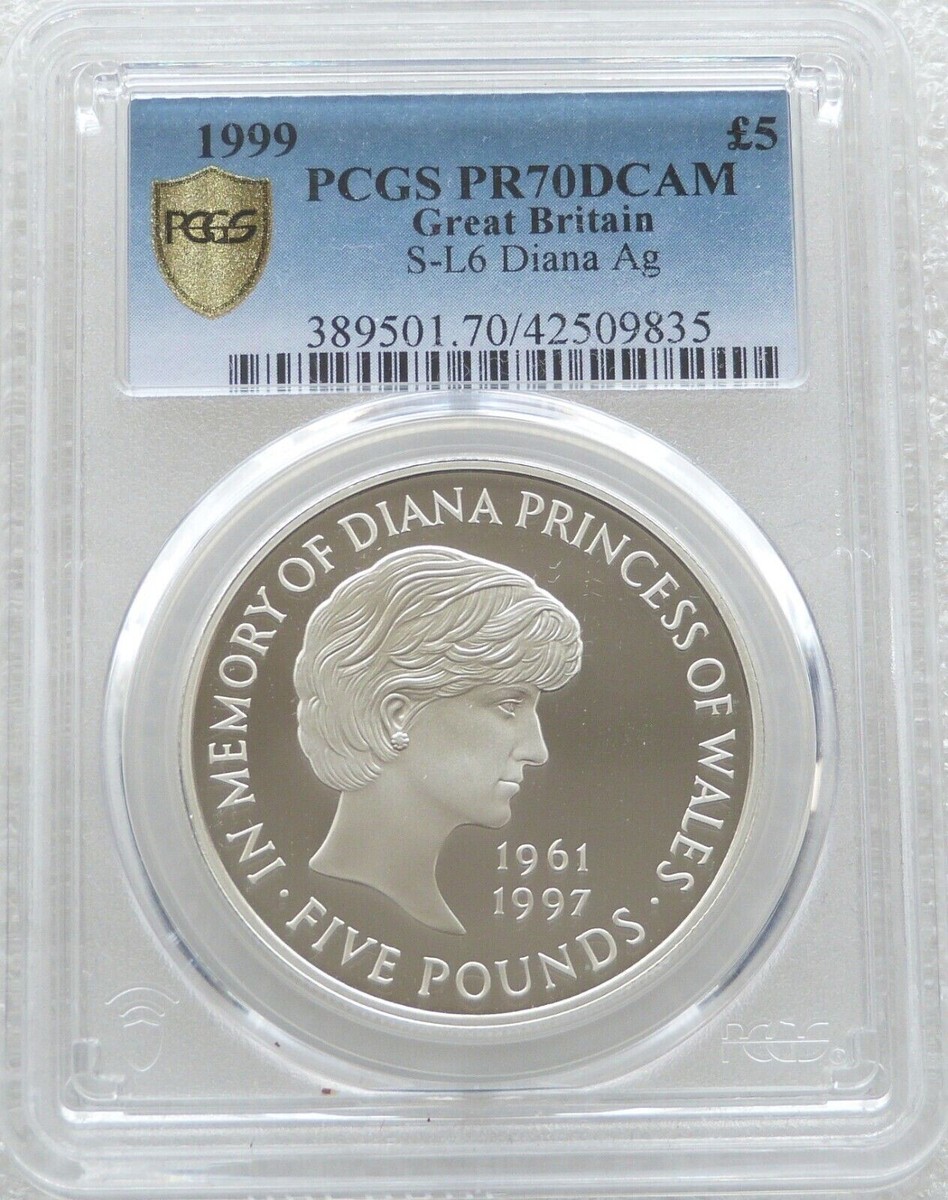 1999 £5
PCGS PR70DCAM
PCGS
Great Britain
S-L6 Diana Ag
389501.70/42509835
IN MEMORY OF DIANA PRINCESS OF WALES
1961
1997
· FIVE POUNDS ·
PCGS